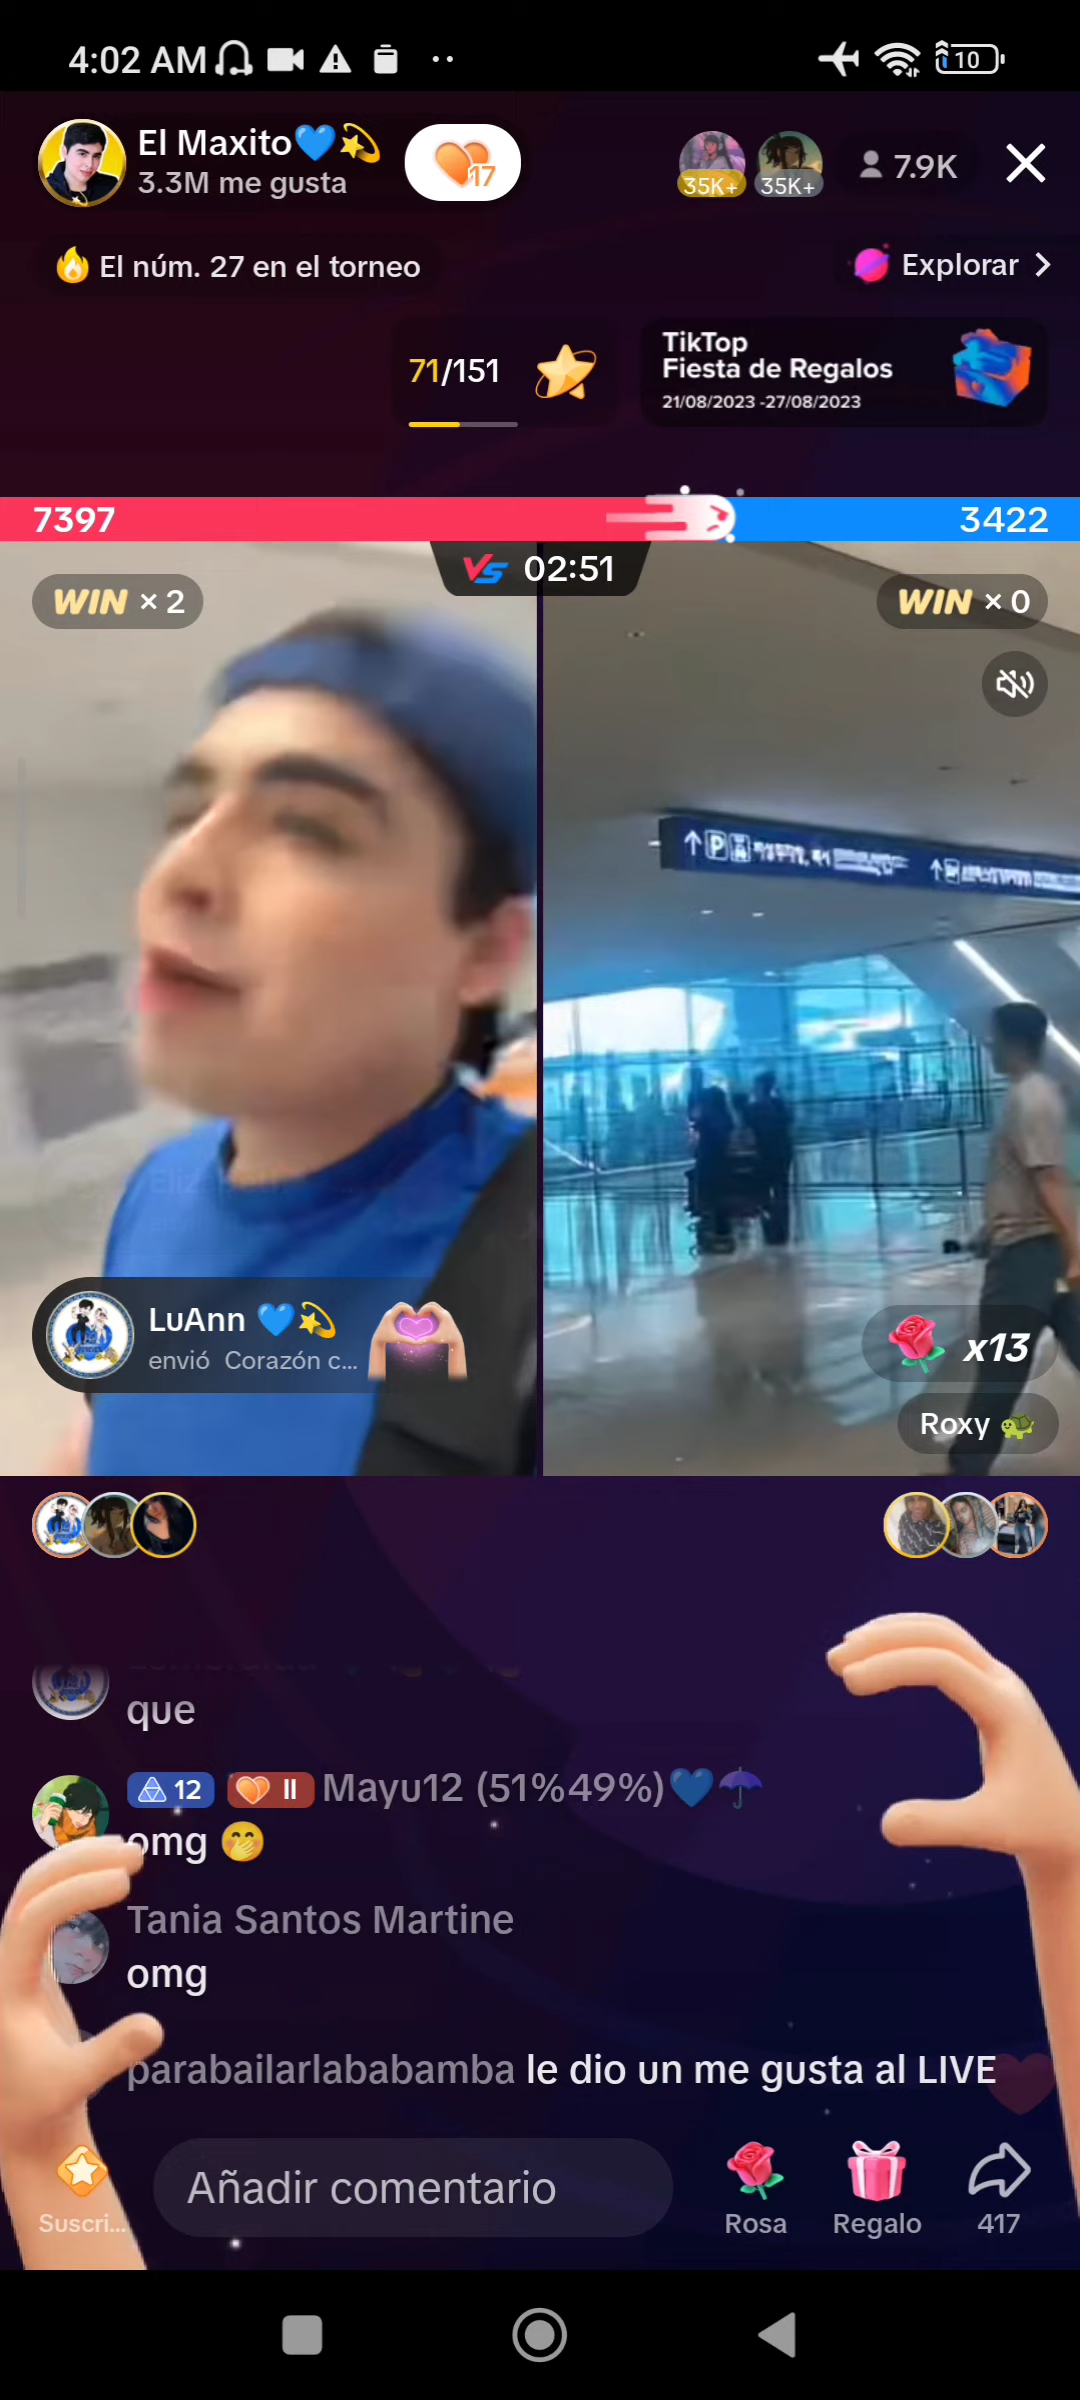 4:02 AM
10
El Maxito💙💫
3.3M me gusta
17
35K+
35K+
7.9K
El núm. 27 en el torneo
Explorar
71/151
TikTop
Fiesta de Regalos
21/08/2023 -27/08/2023
7397
3422
VS 02:51
WIN × 2
WIN × 0
P
LuAnn 💙💫
envió Corazón c...
x13
Roxy 🐢
que
12 II Mayu12 (51%49%)💙☂️
omg 🤭
Tania Santos Martine
omg
parabailarlababamba le dio un me gusta al LIVE
Añadir comentario
Suscri...
Rosa
Regalo
417